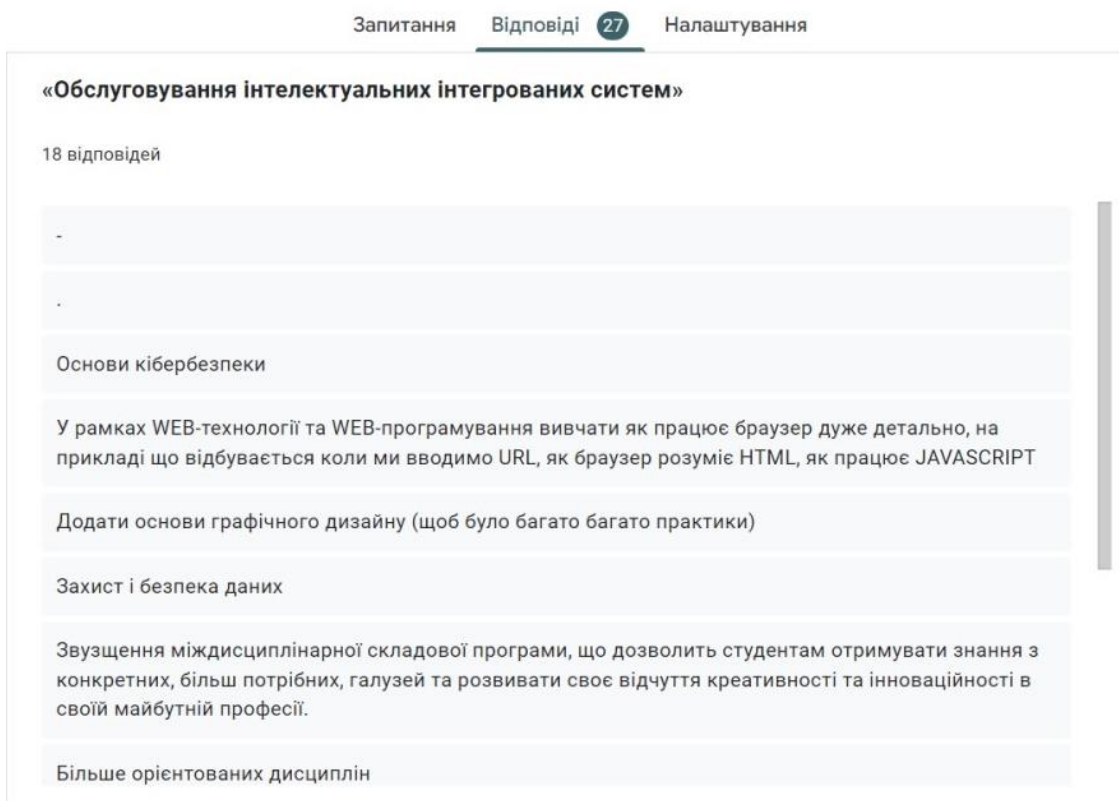 Запитання Відповіді 27 Налаштування
«Обслуговування інтелектуальних інтегрованих систем»
18 відповідей
-
.
Основи кібербезпеки
У рамках WEB-технології та WEB-програмування вивчати як працює браузер дуже детально, на
прикладі що відбувається коли ми вводимо URL, як браузер розуміє HTML, як працює JAVASCRIPT
Додати основи графічного дизайну (щоб було багато багато практики)
Захист і безпека даних
Звузщення міждисциплінарної складової програми, що дозволить студентам отримувати знання з
конкретних, більш потрібних, галузей та розвивати своє відчуття креативності та інноваційності в
своїй майбутній професії.
Більше орієнтованих дисциплін